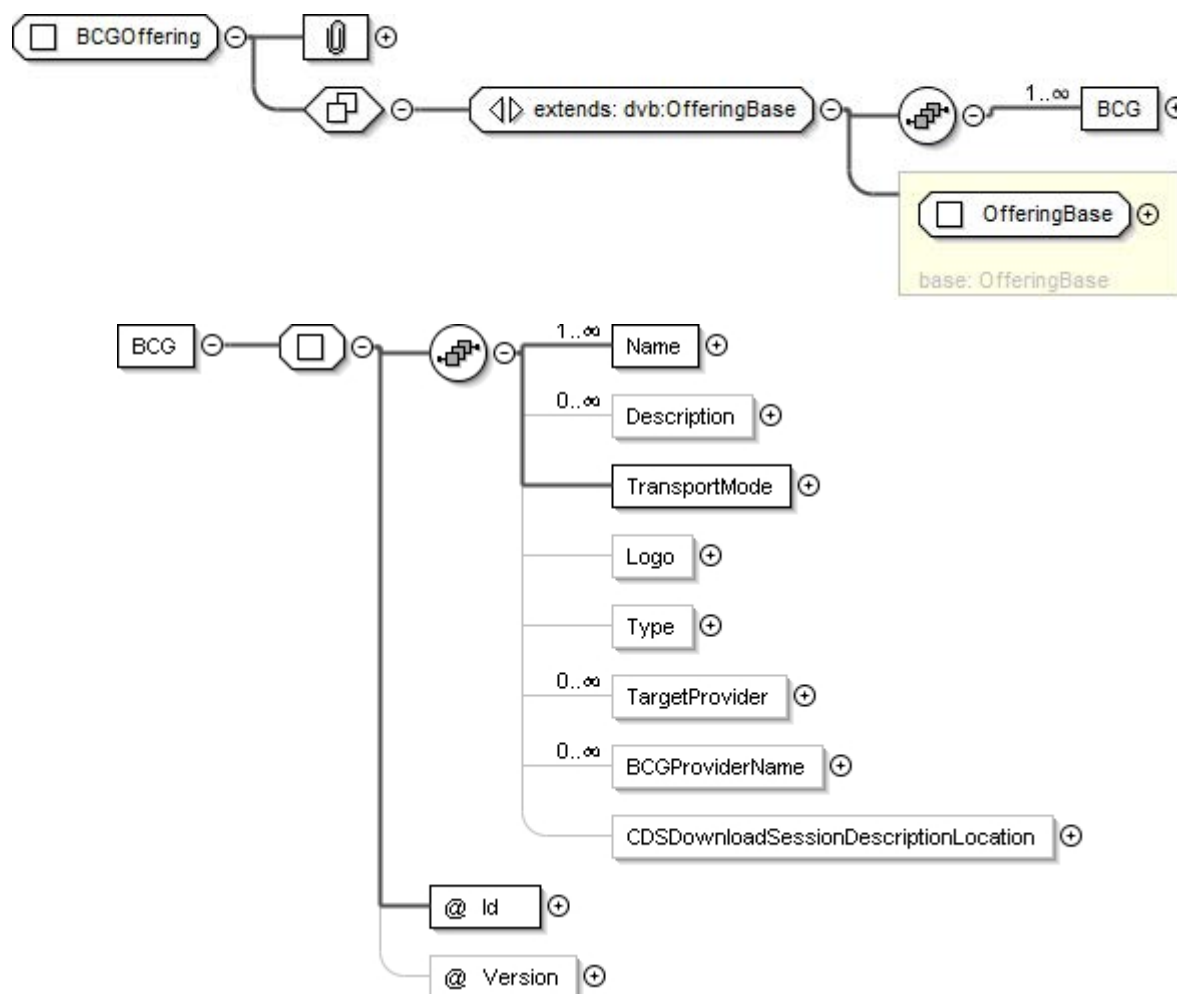 BCGOffering
extends: dvb:OfferingBase
1..∞
BCG
OfferingBase
base: OfferingBase
BCG
1..∞
Name
0..∞
Description
TransportMode
Logo
Type
0..∞
TargetProvider
0..∞
BCGProviderName
CDSDownloadSessionDescriptionLocation
@ Id
@ Version